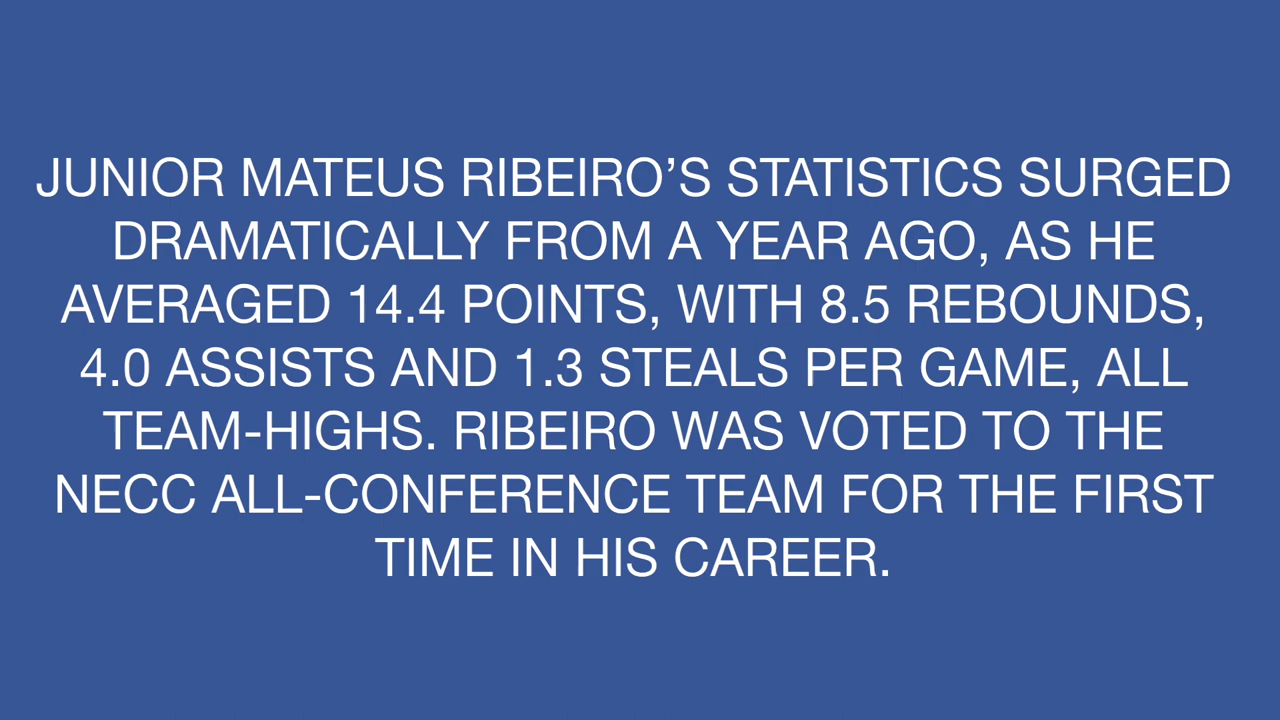 JUNIOR MATEUS RIBEIRO’S STATISTICS SURGED
DRAMATICALLY FROM A YEAR AGO, AS HE
AVERAGED 14.4 POINTS, WITH 8.5 REBOUNDS,
4.0 ASSISTS AND 1.3 STEALS PER GAME, ALL
TEAM-HIGHS. RIBEIRO WAS VOTED TO THE
NECC ALL-CONFERENCE TEAM FOR THE FIRST
TIME IN HIS CAREER.